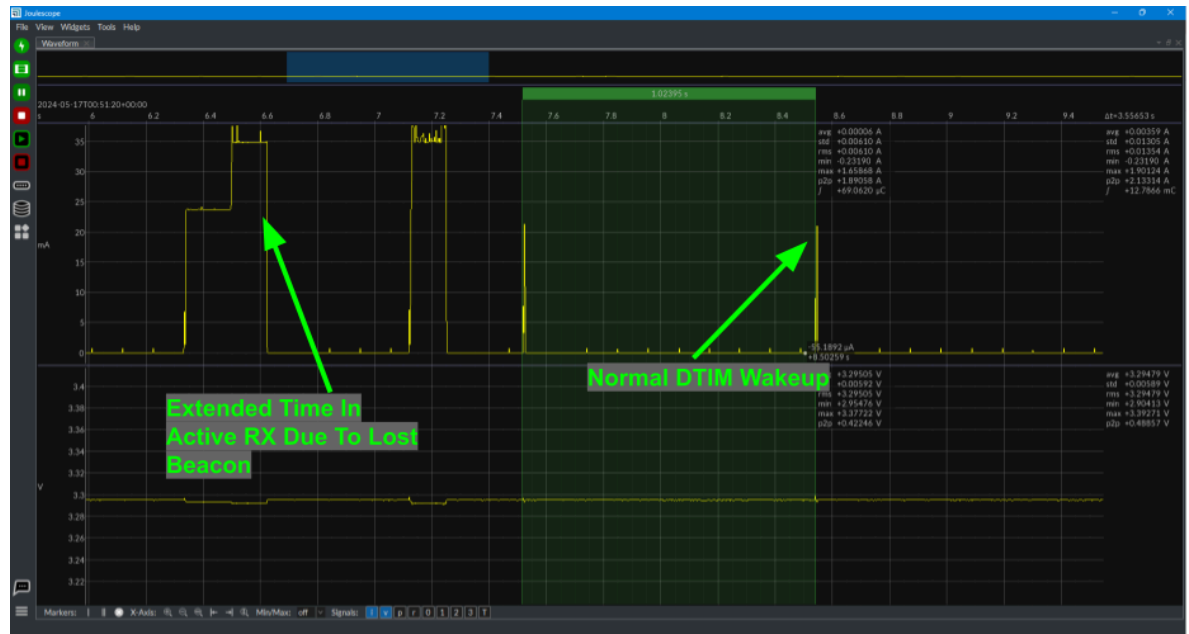 Joulescope
File View Widgets Tools Help
Waveform
1.02395 s
2024-05-17T00:51:20+00:00
s 6 6.2 6.4 6.6 6.8 7 7.2 7.4 7.6 7.8 8 8.2 8.4 8.6 8.8 9 9.2 9.4 Δt=3.55653 s
35
30
25
20
mA
15
10
5
0
avg +0.00006 A
std +0.00610 A
rms +0.00610 A
min -0.23190 A
max +1.65868 A
p2p +1.89058 A
∫ +69.0620 µC
avg +0.00359 A
std +0.01305 A
rms +0.01354 A
min -0.23190 A
max +1.90124 A
p2p +2.13314 A
∫ +12.7866 mC
-55.1892 µA
+8.50259 s
Normal DTIM Wakeup
Extended Time In
Active RX Due To Lost
Beacon
3.4
3.38
3.36
3.34
3.32
V
3.3
3.28
3.26
3.24
3.22
+3.29505 V
+0.00592 V
rms +3.29505 V
min +2.95476 V
max +3.37722 V
p2p +0.42246 V
avg +3.29479 V
std +0.00589 V
rms +3.29479 V
min +2.90413 V
max +3.39271 V
p2p +0.48857 V
Markers: X-Axis: Min/Max: off Signals: i v p r 0 1 2 3 T